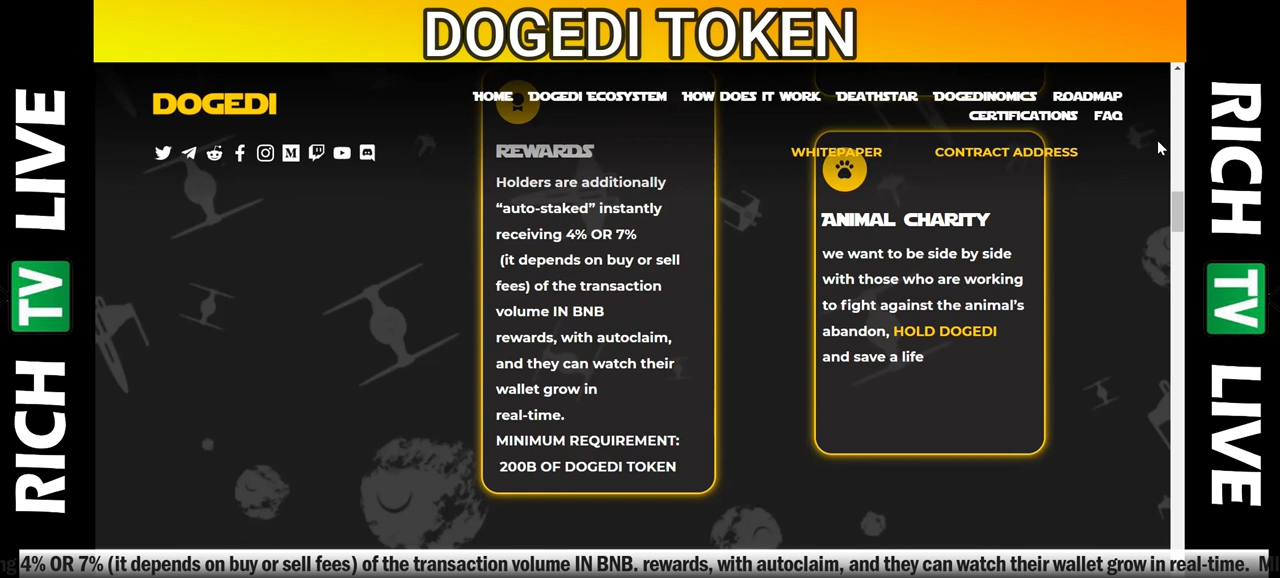 DOGEDI TOKEN
RICH TV LIVE
DOGEDI
HOME DOGEDI ECOSYSTEM HOW DOES IT WORK DEATHSTAR DOGEDINOMICS ROADMAP
CERTIFICATIONS FAQ
WHITEPAPER CONTRACT ADDRESS
REWARDS
Holders are additionally
“auto-staked” instantly
receiving 4% OR 7%
(it depends on buy or sell
fees) of the transaction
volume IN BNB
rewards, with autoclaim,
and they can watch their
wallet grow in
real-time.
MINIMUM REQUIREMENT:
200B OF DOGEDI TOKEN
ANIMAL CHARITY
we want to be side by side
with those who are working
to fight against the animal’s
abandon, HOLD DOGEDI
and save a life
RICH TV LIVE
4% OR 7% (it depends on buy or sell fees) of the transaction volume IN BNB. rewards, with autoclaim, and they can watch their wallet grow in real-time.